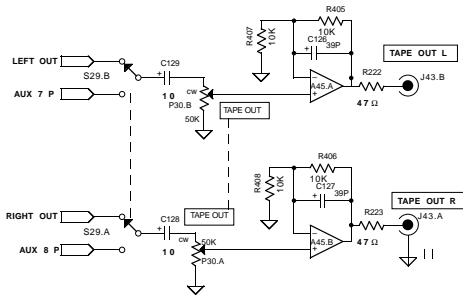 R405
10K
R407
10K
C126
39P
TAPE OUT L
LEFT OUT
S29.B
C129
+
10
cw
P30.B
50K
TAPE OUT
A45.A
-
+
R222
47 Ω
J43.B
AUX 7 P
R406
10K
R408
10K
C127
39P
TAPE OUT R
RIGHT OUT
S29.A
C128
+
10
TAPE OUT
cw
50K
P30.A
A45.B
-
+
R223
47 Ω
J43.A
AUX 8 P